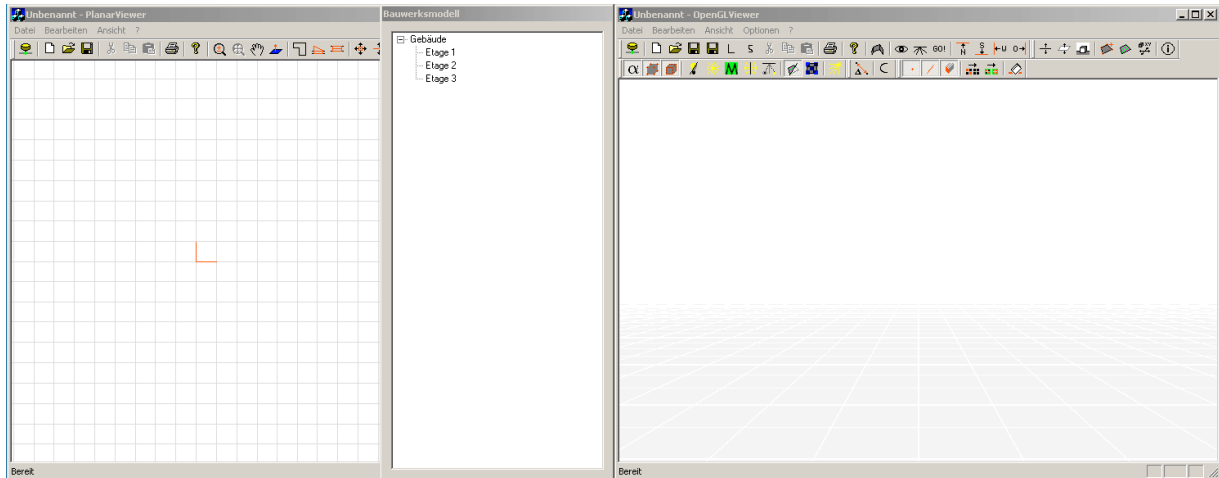 Unbenannt - PlanarViewer
Datei Bearbeiten Ansicht ?
Bereit
Bauwerksmodell
Gebäude
Etage 1
Etage 2
Etage 3
Unbenannt - OpenGLViewer
Datei Bearbeiten Ansicht Optionen ?
L S GO! N S U 0
α M C
Bereit